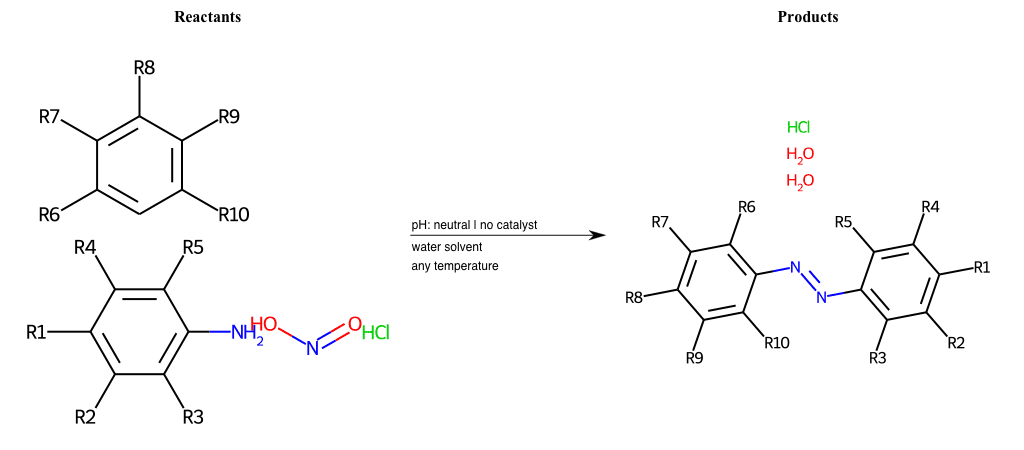 Reactants
Products
R8
R7
R9
R6
R10
R4
R5
R1
NH2
HO
N
O
HCl
R2
R3
pH: neutral | no catalyst
water solvent
any temperature
HCl
H2O
H2O
R6
R4
R7
R5
N
R1
R8
N
R9
R10
R3
R2